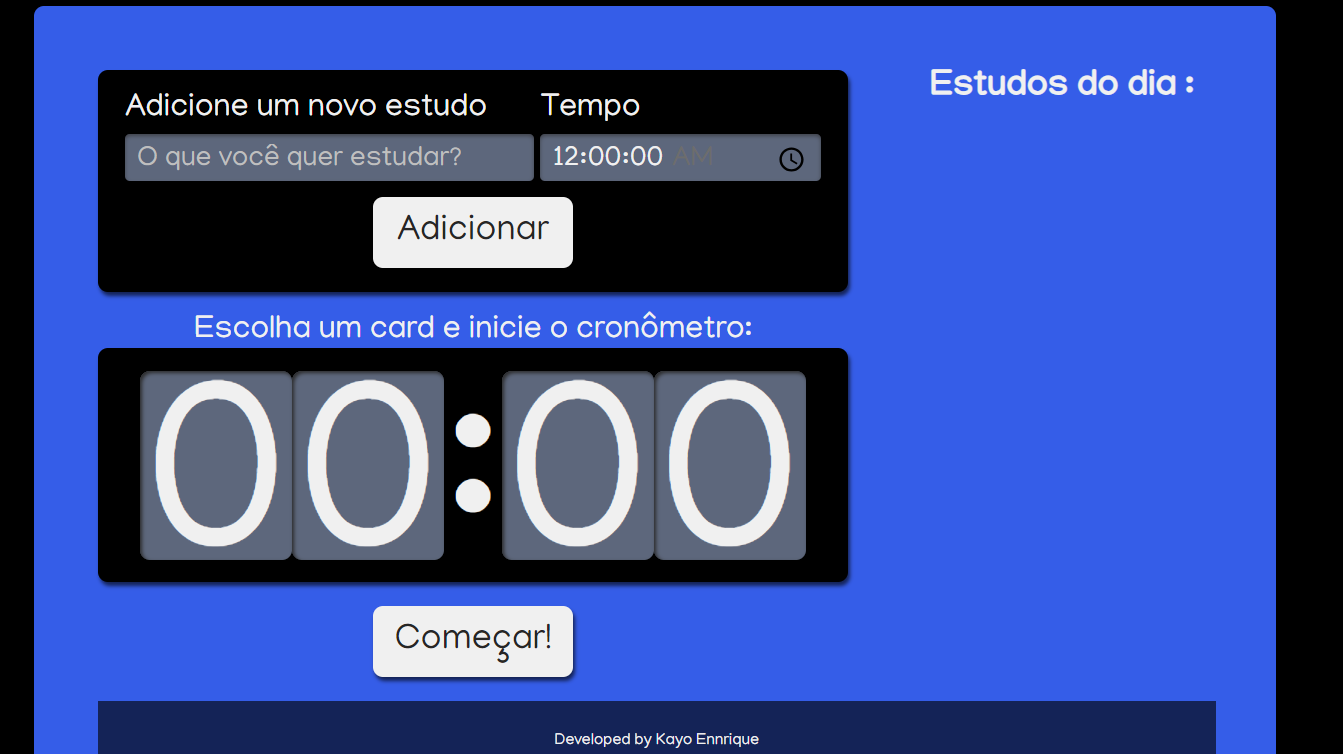 Adicione um novo estudo
Tempo
O que você quer estudar?
12:00:00 AM
Adicionar
Escolha um card e inicie o cronômetro:
00:00
Começar!
Estudos do dia :
Developed by Kayo Ennrique